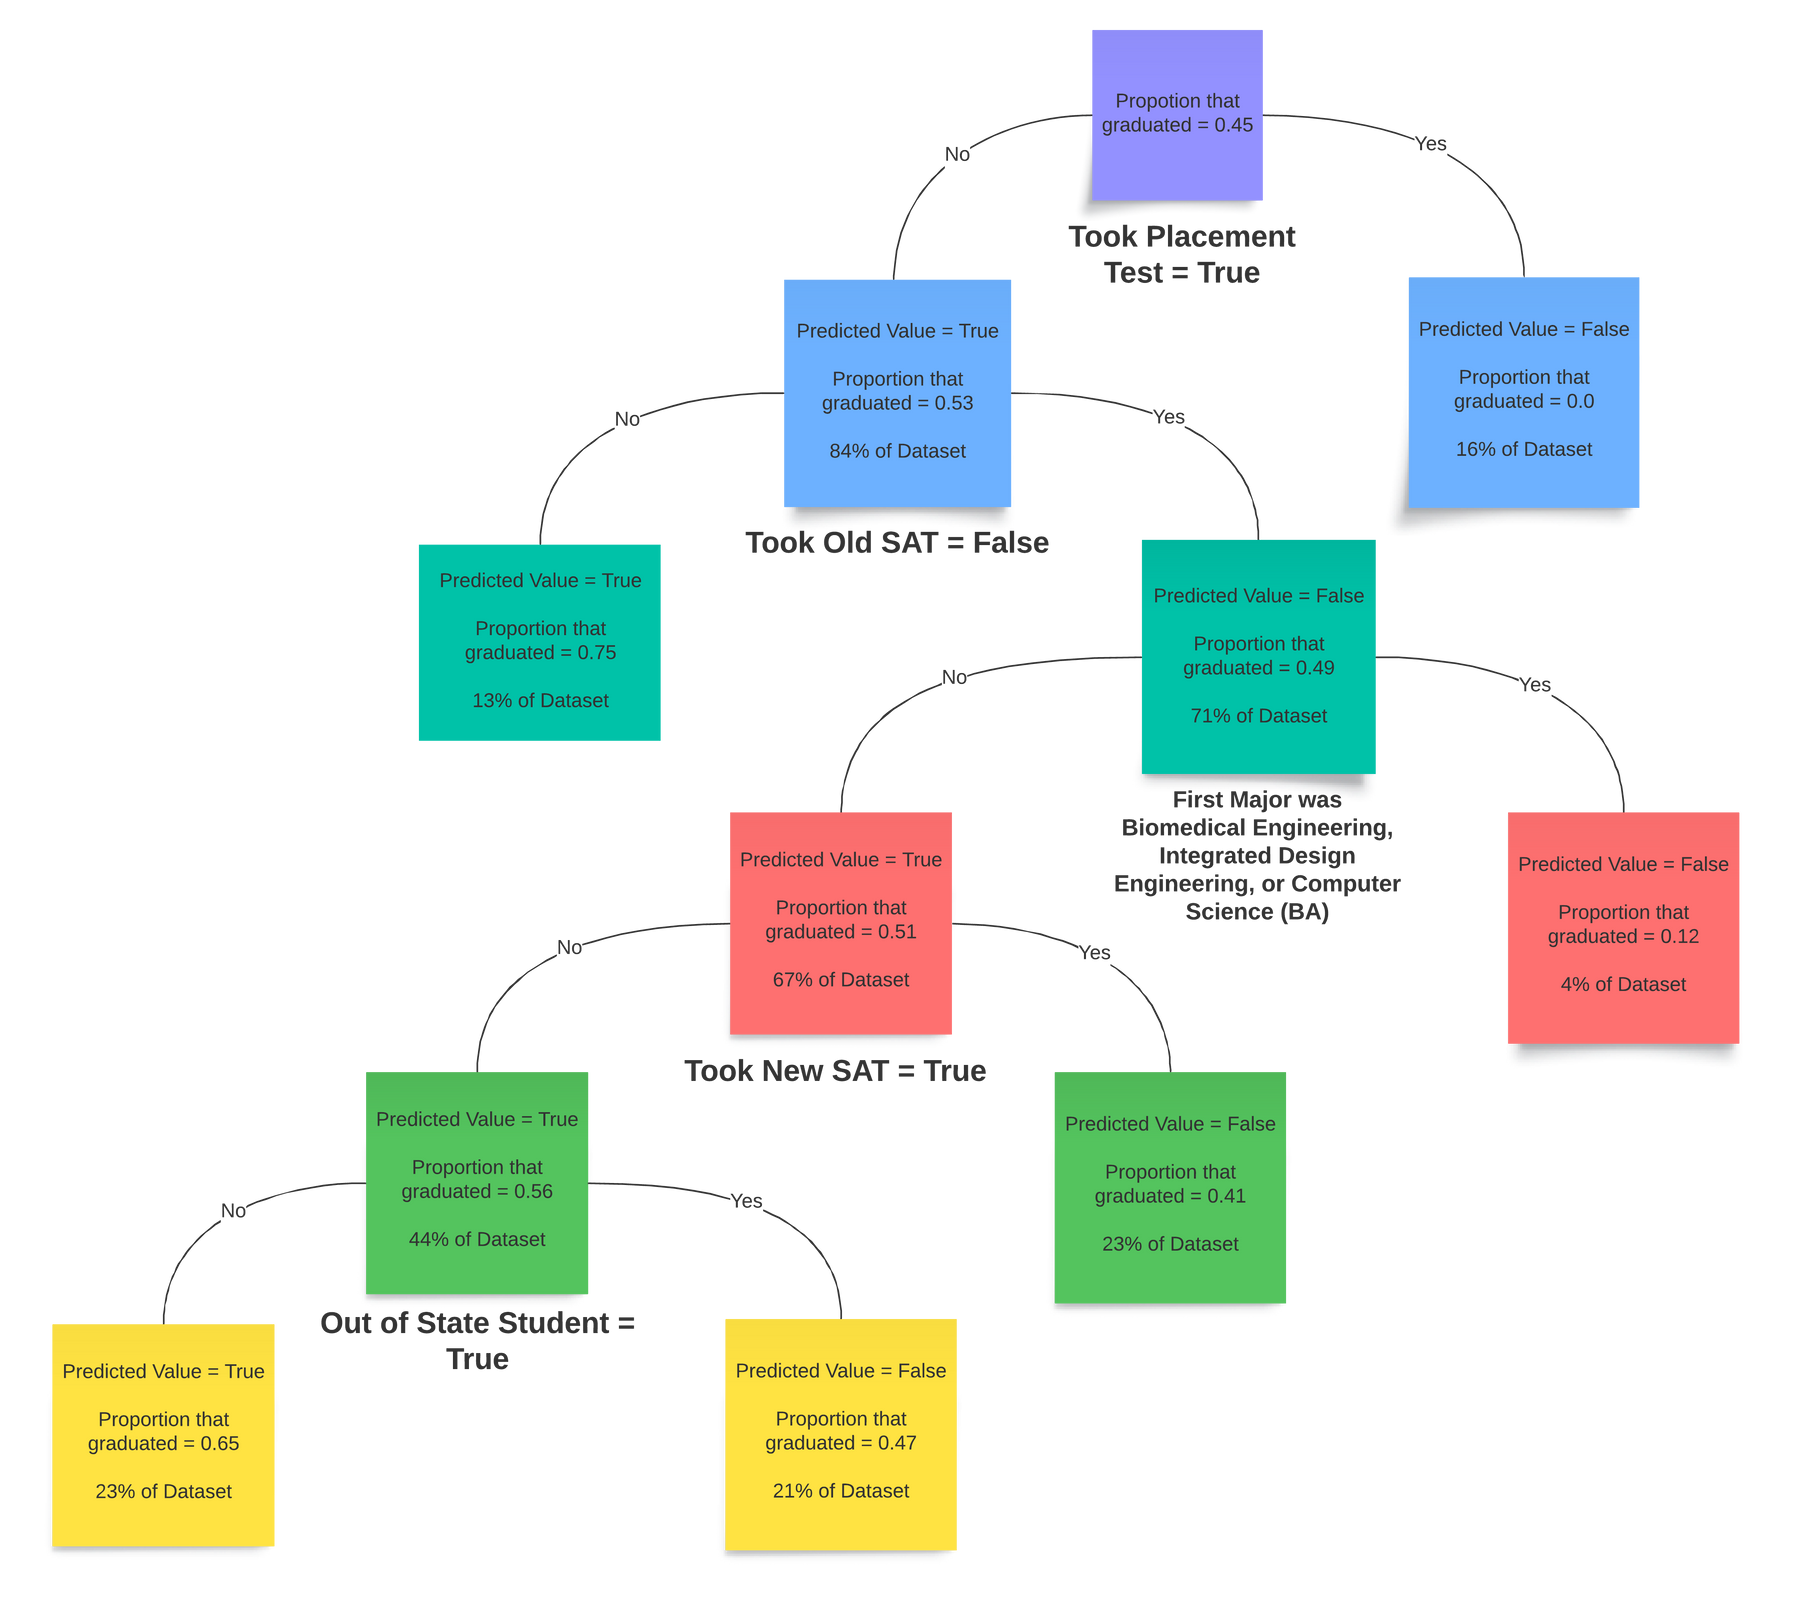 Propotion that
graduated = 0.45
No
Yes
Took Placement
Test = True
Predicted Value = True
Proportion that
graduated = 0.53
84% of Dataset
Predicted Value = False
Proportion that
graduated = 0.0
16% of Dataset
No
Yes
Took Old SAT = False
Predicted Value = True
Proportion that
graduated = 0.75
13% of Dataset
Predicted Value = False
Proportion that
graduated = 0.49
71% of Dataset
No
Yes
First Major was
Biomedical Engineering,
Integrated Design
Engineering, or Computer
Science (BA)
Predicted Value = True
Proportion that
graduated = 0.51
67% of Dataset
Predicted Value = False
Proportion that
graduated = 0.12
4% of Dataset
No
Yes
Took New SAT = True
Predicted Value = True
Proportion that
graduated = 0.56
44% of Dataset
Predicted Value = False
Proportion that
graduated = 0.41
23% of Dataset
No
Yes
Out of State Student =
True
Predicted Value = True
Proportion that
graduated = 0.65
23% of Dataset
Predicted Value = False
Proportion that
graduated = 0.47
21% of Dataset